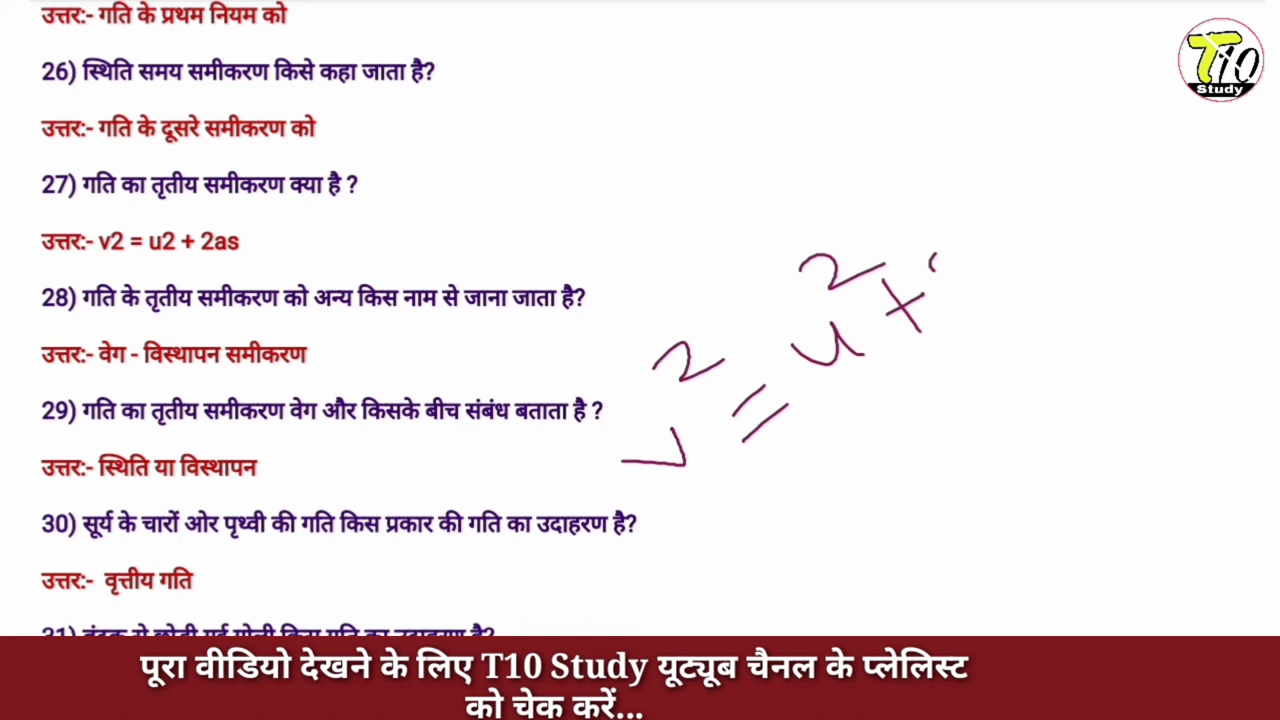 उत्तर:- गति के प्रथम नियम को
T10
Study
26) स्थिति समय समीकरण किसे कहा जाता है?
उत्तर:- गति के दूसरे समीकरण को
27) गति का तृतीय समीकरण क्या है ?
उत्तर:- v2 = u2 + 2as
28) गति के तृतीय समीकरण को अन्य किस नाम से जाना जाता है?
उत्तर:- वेग - विस्थापन समीकरण
29) गति का तृतीय समीकरण वेग और किसके बीच संबंध बताता है ?
उत्तर:- स्थिति या विस्थापन
v² = u² +
30) सूर्य के चारों ओर पृथ्वी की गति किस प्रकार की गति का उदाहरण है?
उत्तर:- वृत्तीय गति
पूरा वीडियो देखने के लिए T10 Study यूट्यूब चैनल के प्लेलिस्ट
को चेक करें...